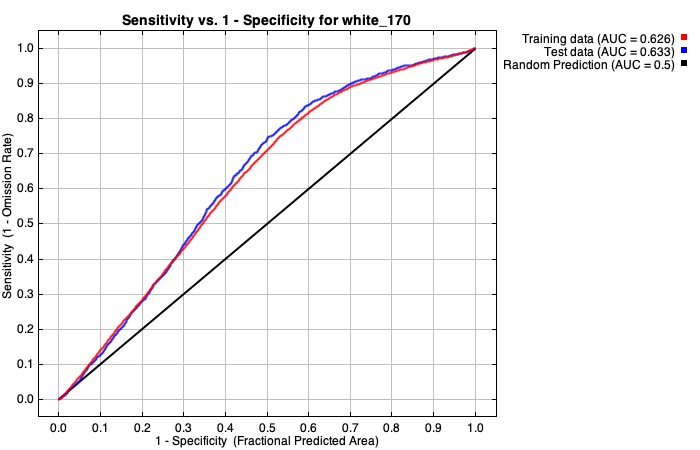 Sensitivity vs. 1 - Specificity for white_170
Training data (AUC = 0.626)
Test data (AUC = 0.633)
Random Prediction (AUC = 0.5)
Sensitivity (1 - Omission Rate)
1.0
0.9
0.8
0.7
0.6
0.5
0.4
0.3
0.2
0.1
0.0
0.0 0.1 0.2 0.3 0.4 0.5 0.6 0.7 0.8 0.9 1.0
1 - Specificity (Fractional Predicted Area)